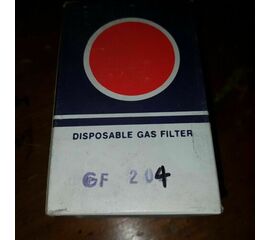 DISPOSABLE GAS FILTER
GF 204